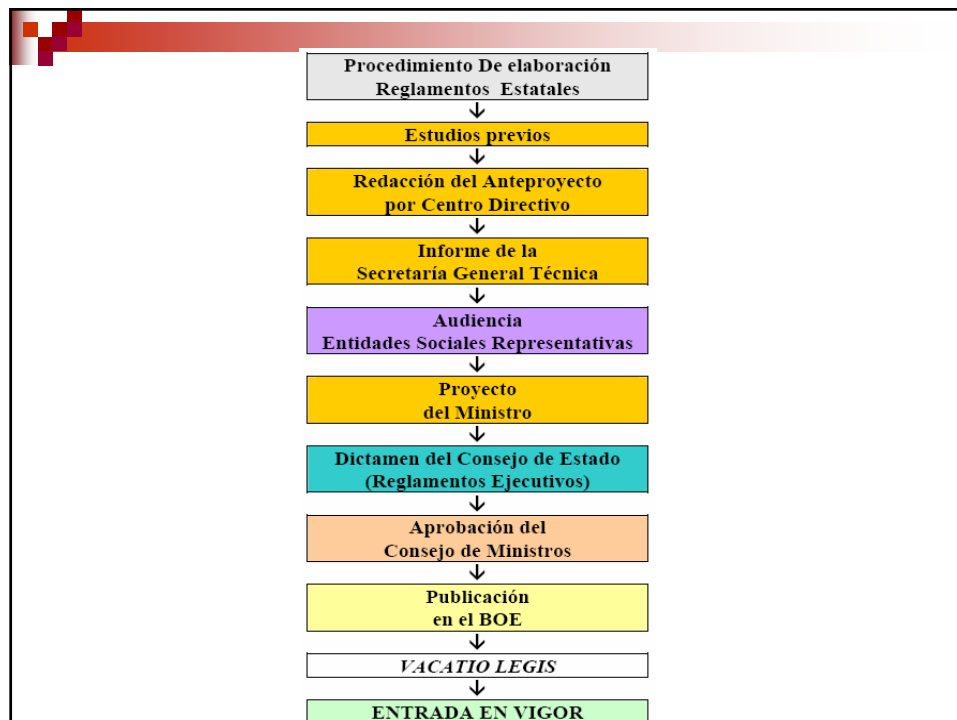 Procedimiento De elaboración
Reglamentos Estatales
Estudios previos
Redacción del Anteproyecto
por Centro Directivo
Informe de la
Secretaría General Técnica
Audiencia
Entidades Sociales Representativas
Proyecto
del Ministro
Dictamen del Consejo de Estado
(Reglamentos Ejecutivos)
Aprobación del
Consejo de Ministros
Publicación
en el BOE
VACATIO LEGIS
ENTRADA EN VIGOR